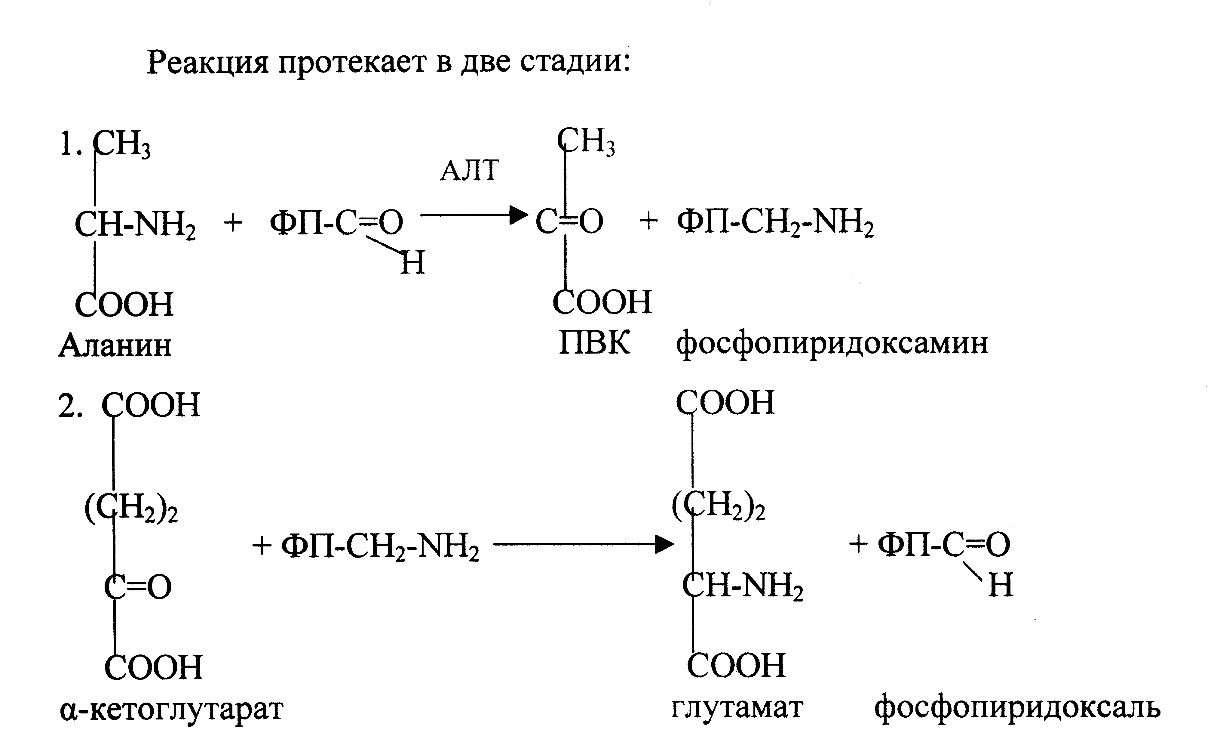 Реакция протекает в две стадии:
1. CH₃ CH₃
АЛТ
CH-NH₂ + ФП-C=O C=O + ФП-CH₂-NH₂
H
COOH COOH
Аланин ПВК фосфопиридоксамин
2. COOH COOH
(CH₂)₂ (CH₂)₂
+ ФП-CH₂-NH₂ + ФП-C=O
C=O CH-NH₂ H
COOH COOH
α-кетоглутарат глутамат фосфопиридоксаль